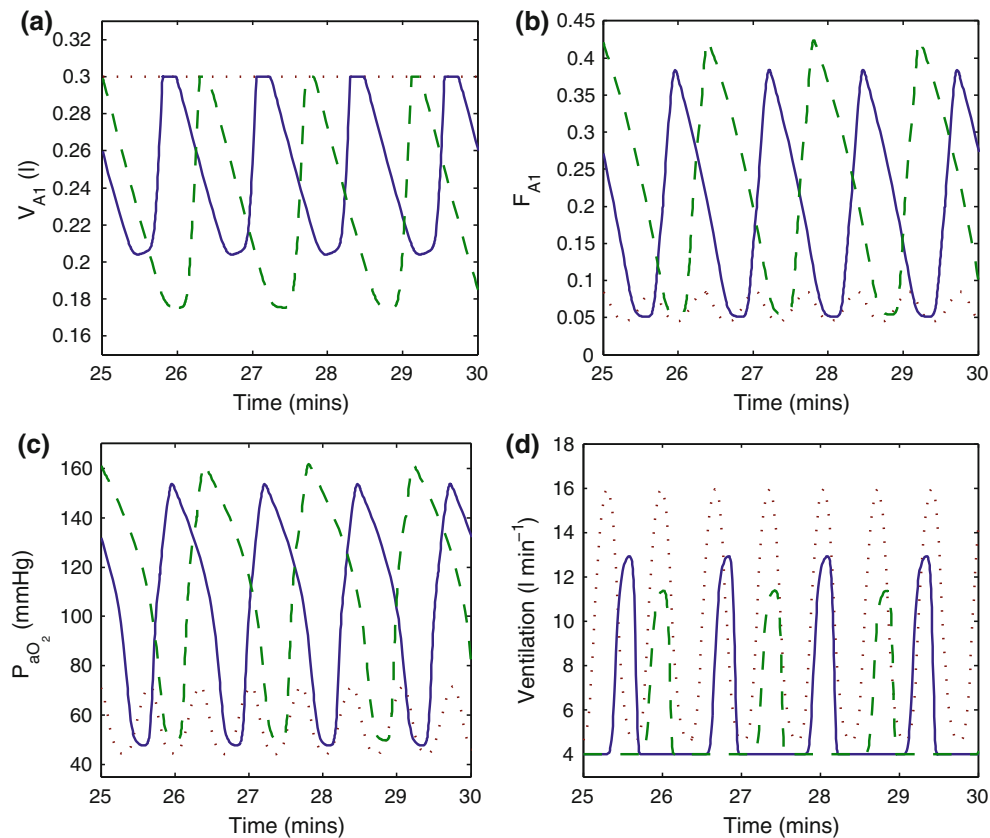 (a)
0.32
0.3
0.28
0.26
0.24
0.22
0.2
0.18
0.16
V_A1 (l)
25 26 27 28 29 30
Time (mins)
(b)
0.45
0.4
0.35
0.3
0.25
0.2
0.15
0.1
0.05
0
F_A1
25 26 27 28 29 30
Time (mins)
(c)
160
140
120
100
80
60
40
P_aO_2 (mmHg)
25 26 27 28 29 30
Time (mins)
(d)
18
16
14
12
10
8
6
4
Ventilation (l min⁻¹)
25 26 27 28 29 30
Time (mins)